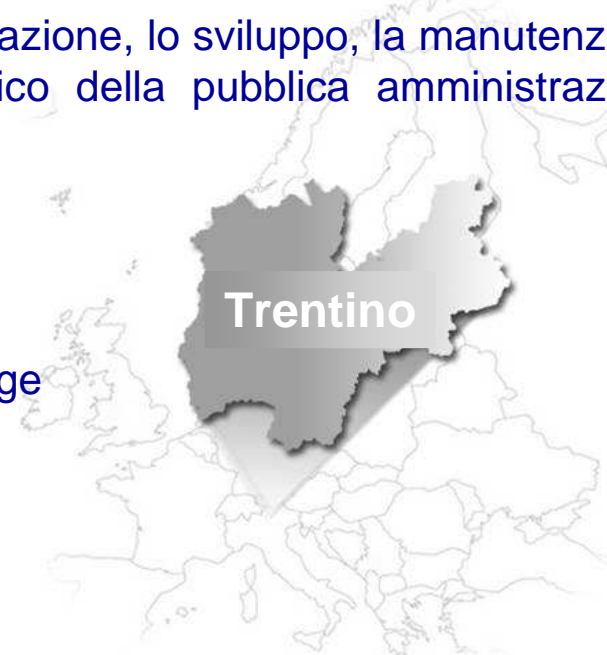 azione, lo sviluppo, la manutenz
ico della pubblica amministraz
Trentino
ge